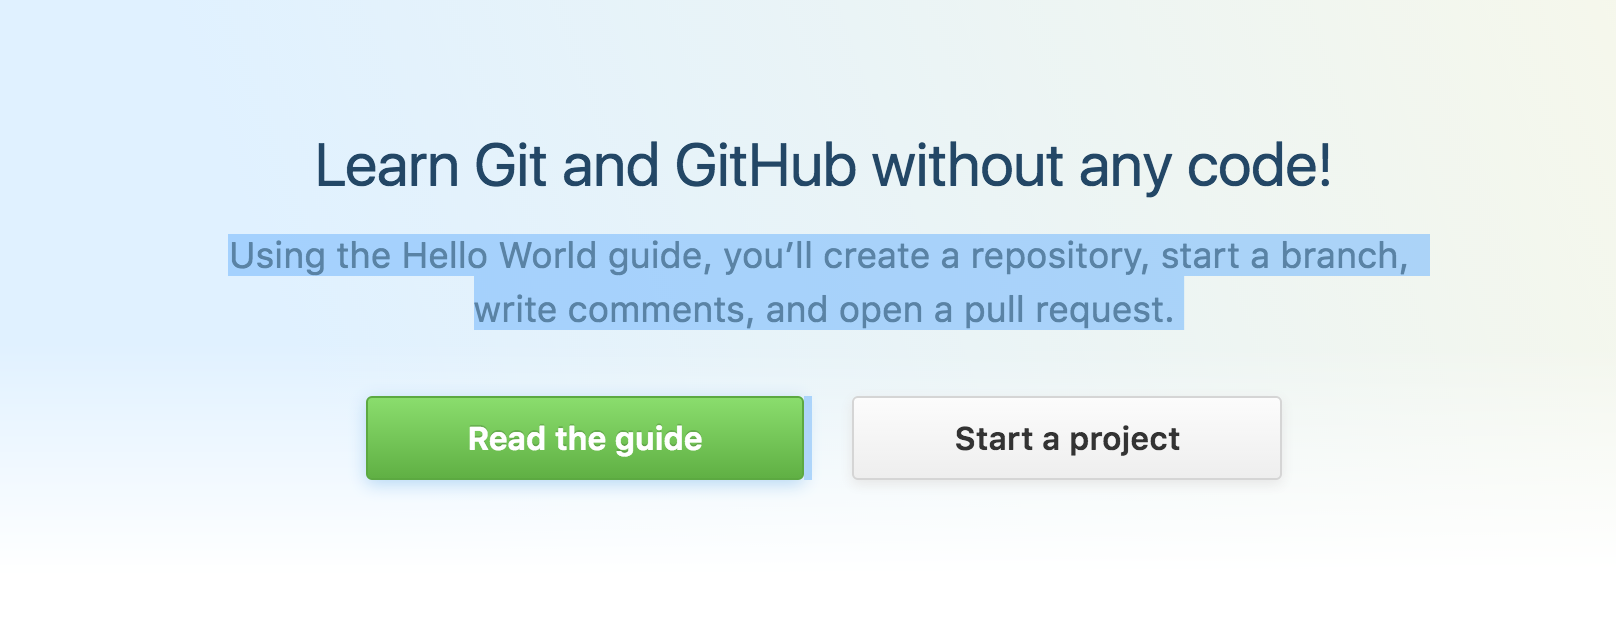 Learn Git and GitHub without any code!
Using the Hello World guide, you’ll create a repository, start a branch,
write comments, and open a pull request.
Read the guide
Start a project